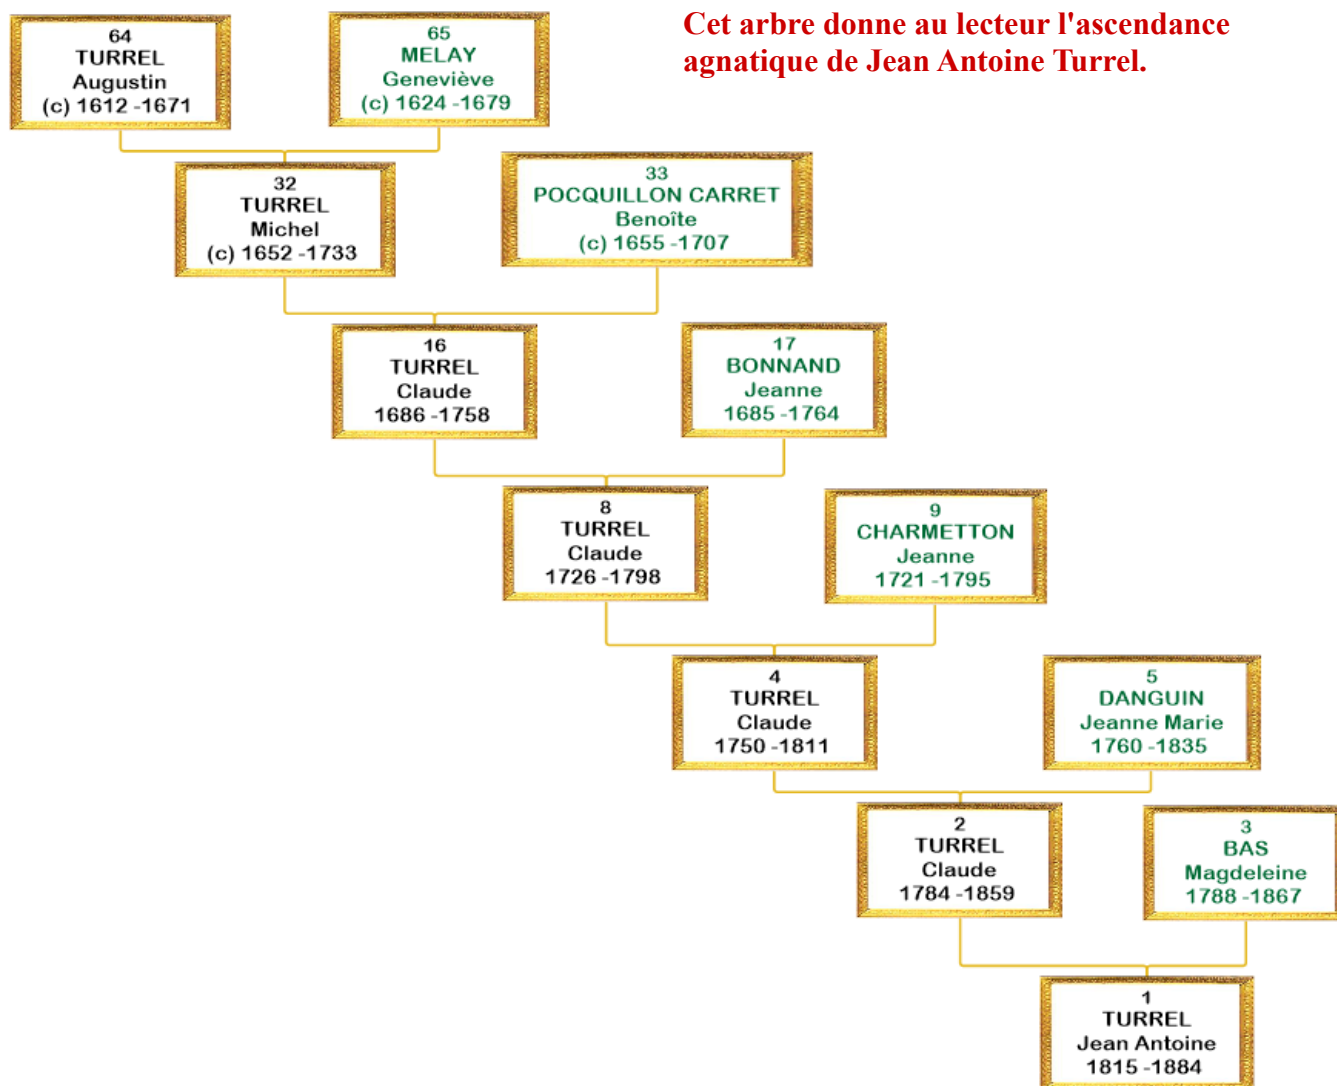 Cet arbre donne au lecteur l'ascendance
agnatique de Jean Antoine Turrel.
64
TURREL
Augustin
(c) 1612 -1671
65
MELAY
Geneviève
(c) 1624 -1679
32
TURREL
Michel
(c) 1652 -1733
33
POCQUILLON CARRET
Benoîte
(c) 1655 -1707
16
TURREL
Claude
1686 -1758
17
BONNAND
Jeanne
1685 -1764
8
TURREL
Claude
1726 -1798
9
CHARMETTON
Jeanne
1721 -1795
4
TURREL
Claude
1750 -1811
5
DANGUIN
Jeanne Marie
1760 -1835
2
TURREL
Claude
1784 -1859
3
BAS
Magdeleine
1788 -1867
1
TURREL
Jean Antoine
1815 -1884